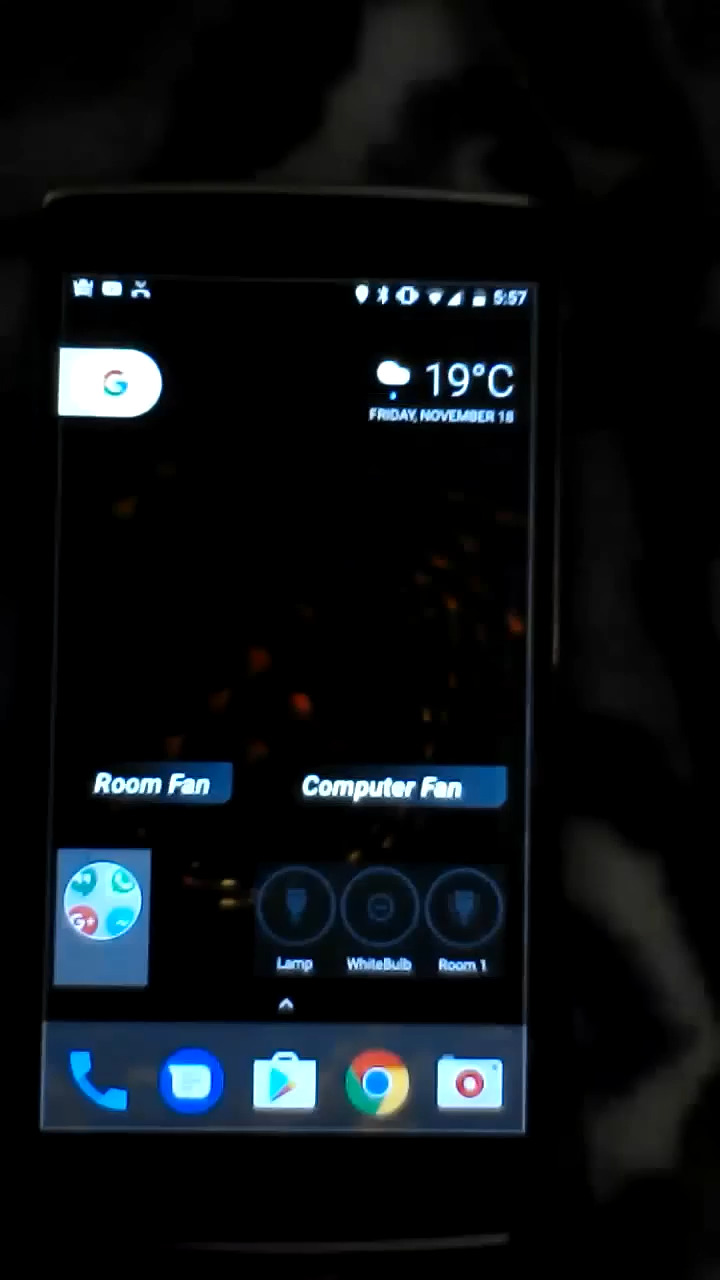 5:57
G
19°C
FRIDAY, NOVEMBER 18
Room Fan
Computer Fan
G+
Lamp
WhiteBulb
Room 1